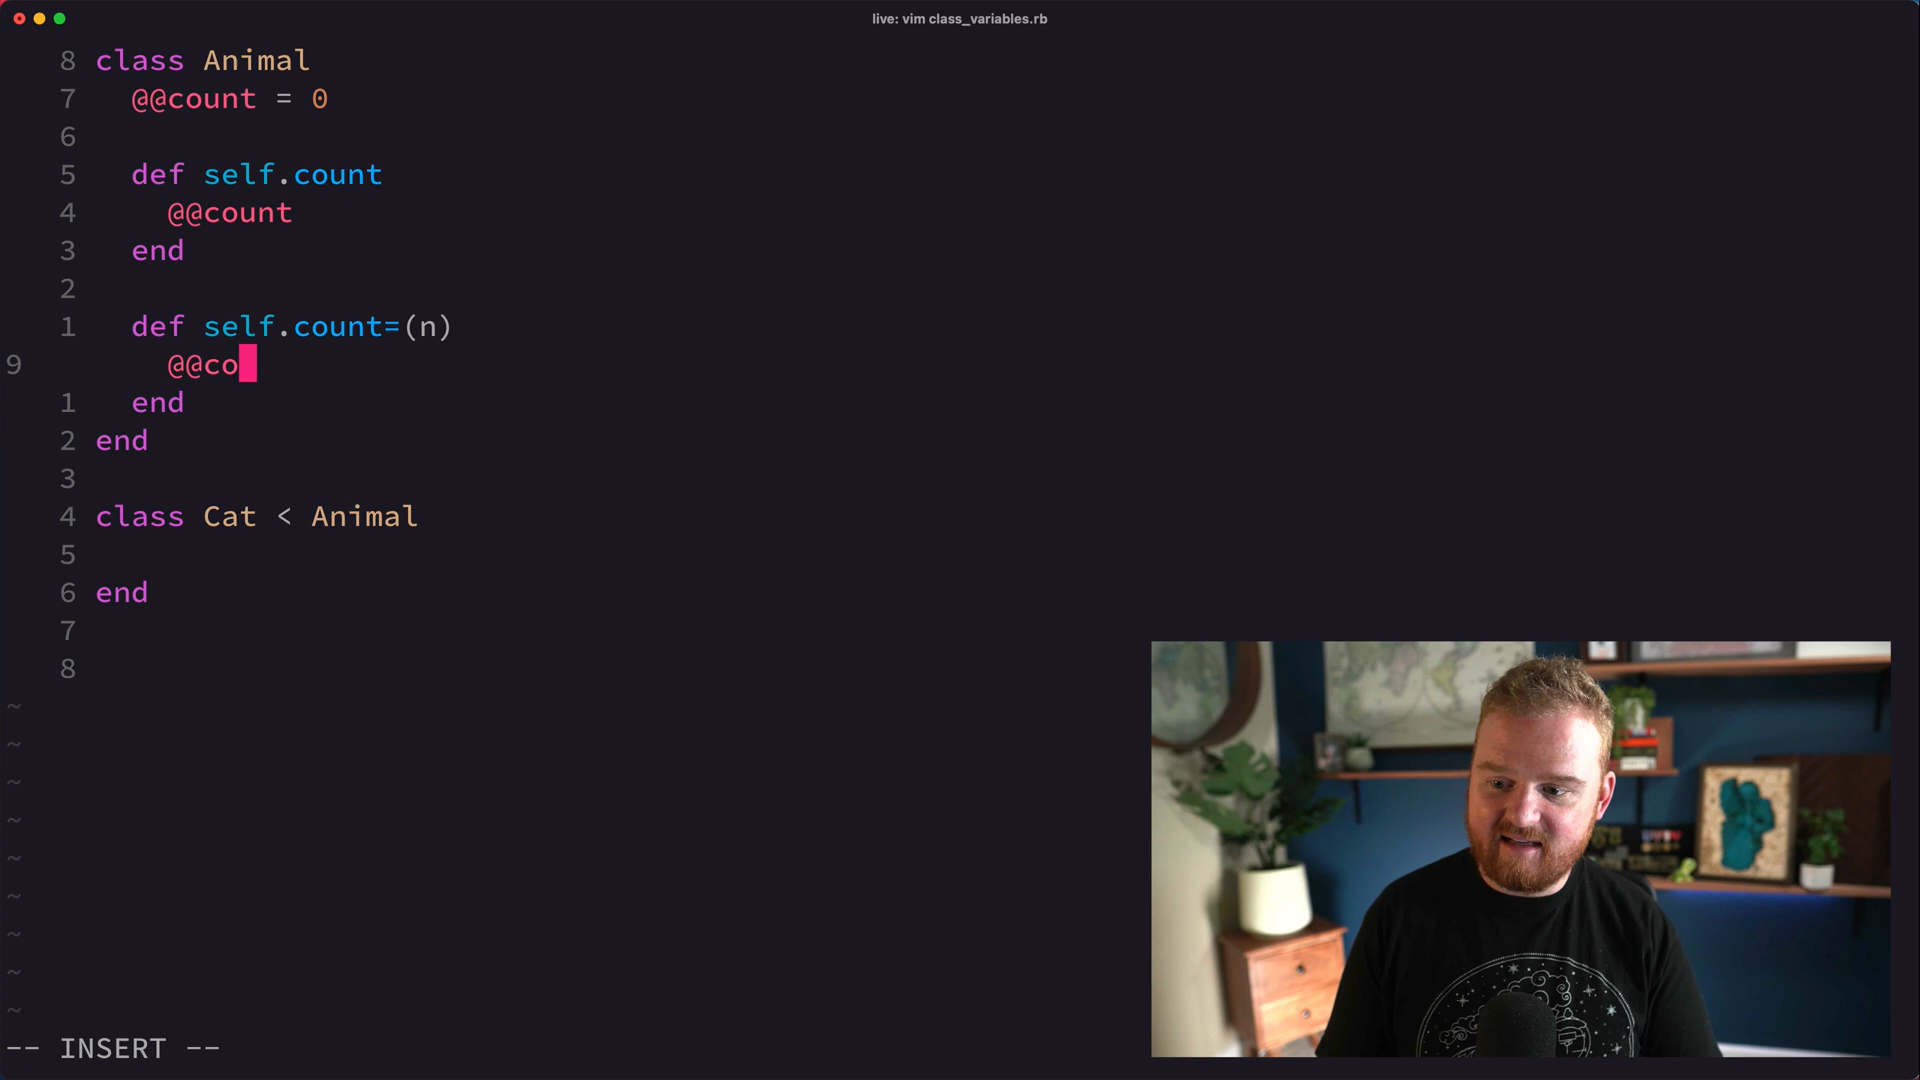 live: vim class_variables.rb
8 class Animal
7 @@count = 0
6
5 def self.count
4 @@count
3 end
2
1 def self.count=(n)
9 @@co
1 end
2 end
3
4 class Cat < Animal
5
6 end
7
8
~
~
~
~
~
~
~
~
~
-- INSERT --